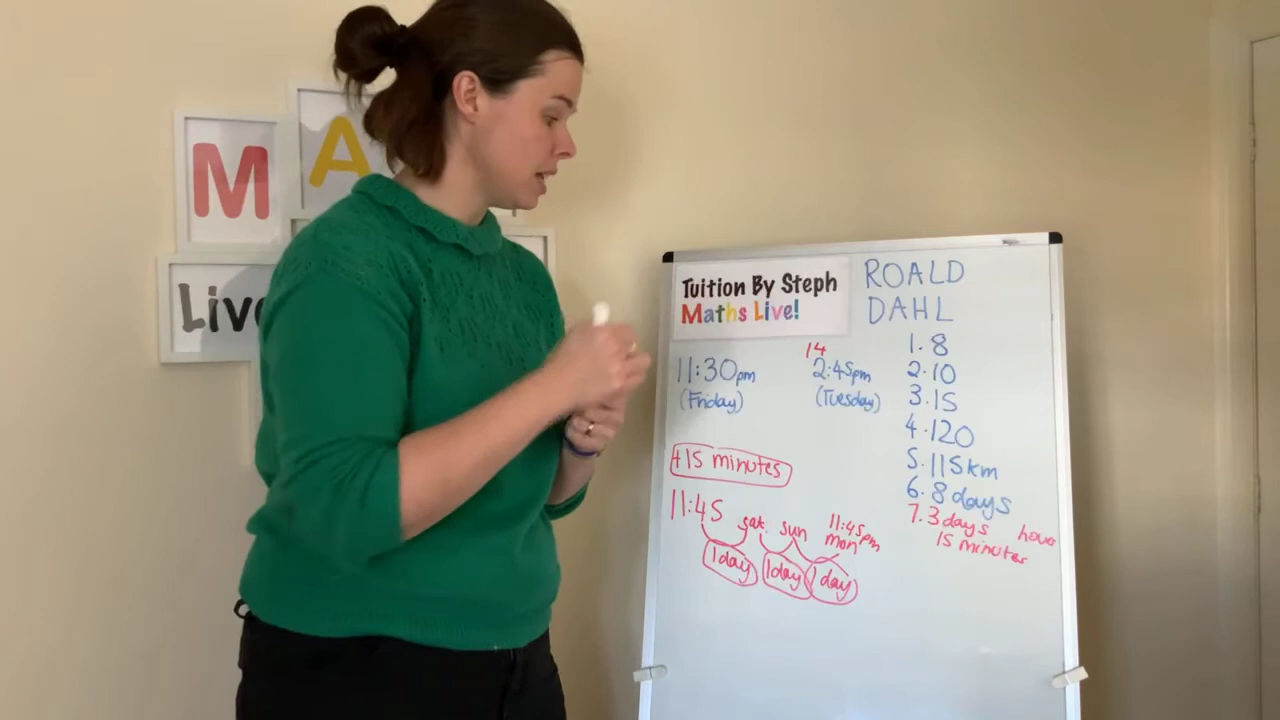 M
A
Live
Tuition By Steph
Maths Live!
ROALD
DAHL
1. 8
2. 10
3. 15
4. 120
5. 115km
6. 8 days
7. 3 days hours
15 minutes
11:30pm
(Friday)
14
2:45pm
(Tuesday)
+15 minutes
11:45
sat. sun
11:45pm
mon
1day 1day 1day